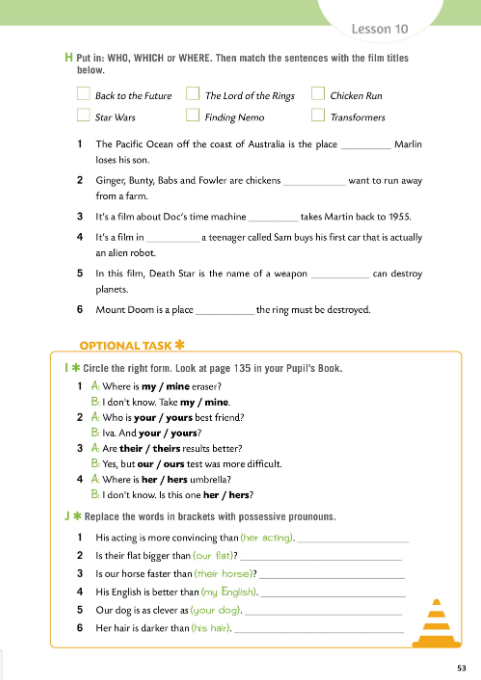 Lesson 10
H Put in: WHO, WHICH or WHERE. Then match the sentences with the film titles
below.
Back to the Future The Lord of the Rings Chicken Run
Star Wars Finding Nemo Transformers
1 The Pacific Ocean off the coast of Australia is the place __________ Marlin
loses his son.
2 Ginger, Bunty, Babs and Fowler are chickens ____________ want to run away
from a farm.
3 It's a film about Doc's time machine __________ takes Martin back to 1955.
4 It's a film in ___________ a teenager called Sam buys his first car that is actually
an alien robot.
5 In this film, Death Star is the name of a weapon ___________ can destroy
planets.
6 Mount Doom is a place ____________ the ring must be destroyed.
OPTIONAL TASK *
I * Circle the right form. Look at page 135 in your Pupil's Book.
1 A: Where is my / mine eraser?
B: I don't know. Take my / mine.
2 A: Who is your / yours best friend?
B: Iva. And your / yours?
3 A: Are their / theirs results better?
B: Yes, but our / ours test was more difficult.
4 A: Where is her / hers umbrella?
B: I don't know. Is this one her / hers?
J * Replace the words in brackets with possessive prounouns.
1 His acting is more convincing than (her acting). ______________________
2 Is their flat bigger than (our flat)? ________________________________
3 Is our horse faster than (their horse)? _____________________________
4 His English is better than (my English). _____________________________
5 Our dog is as clever as (your dog). ________________________________
6 Her hair is darker than (his hair). __________________________________
53